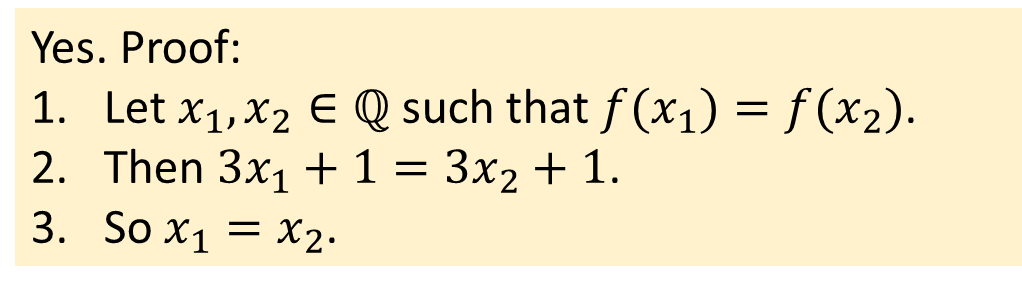 Yes. Proof:
1. Let x₁, x₂ ∈ ℚ such that f(x₁) = f(x₂).
2. Then 3x₁ + 1 = 3x₂ + 1.
3. So x₁ = x₂.